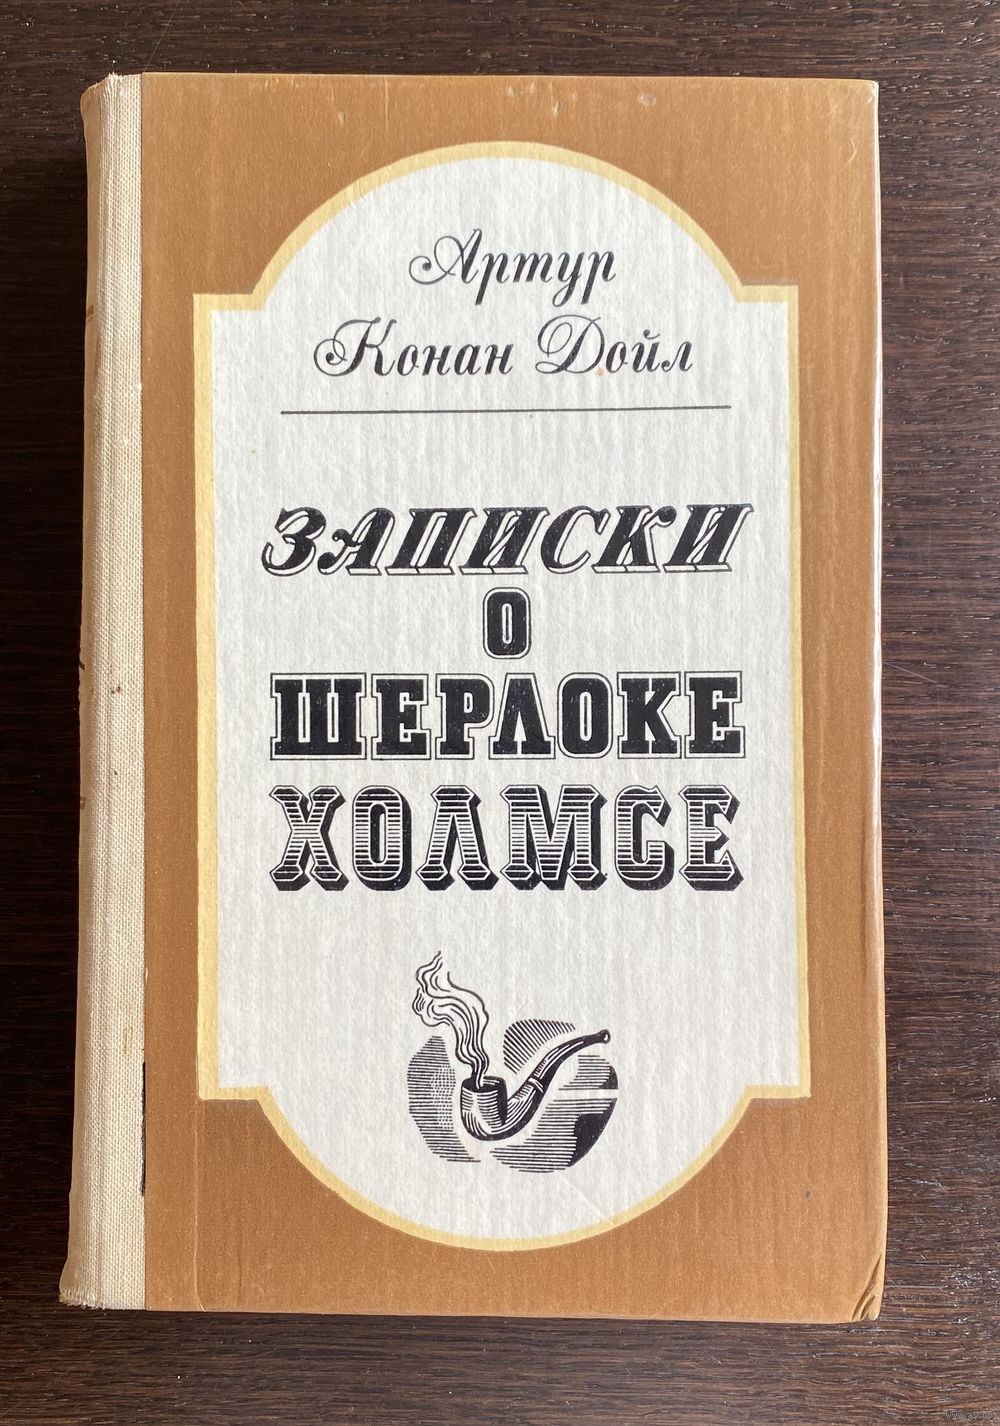 Артур
Конан Дойл
ЗАПИСКИ
О
ШЕРЛОКЕ
ХОЛМСЕ